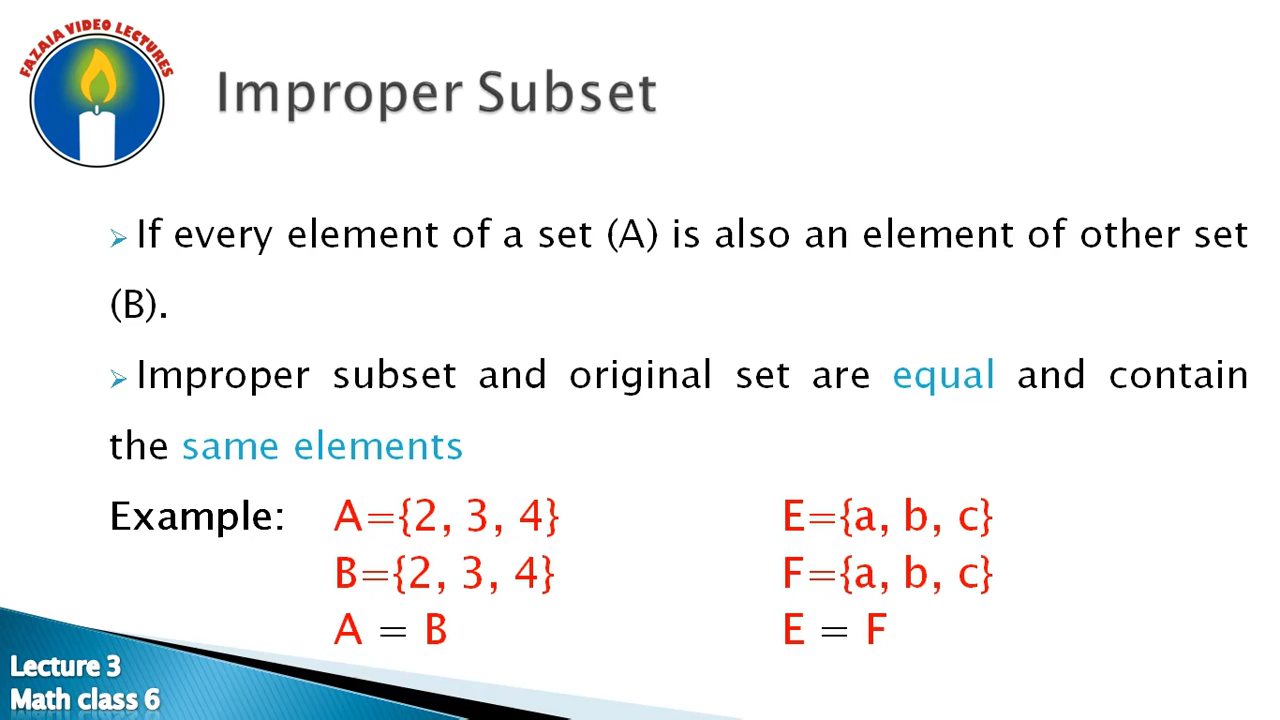 FAZAIA VIDEO LECTURES
Improper Subset
➢ If every element of a set (A) is also an element of other set
(B).
➢ Improper subset and original set are equal and contain
the same elements
Example: A={2, 3, 4} E={a, b, c}
B={2, 3, 4} F={a, b, c}
A = B E = F
Lecture 3
Math class 6